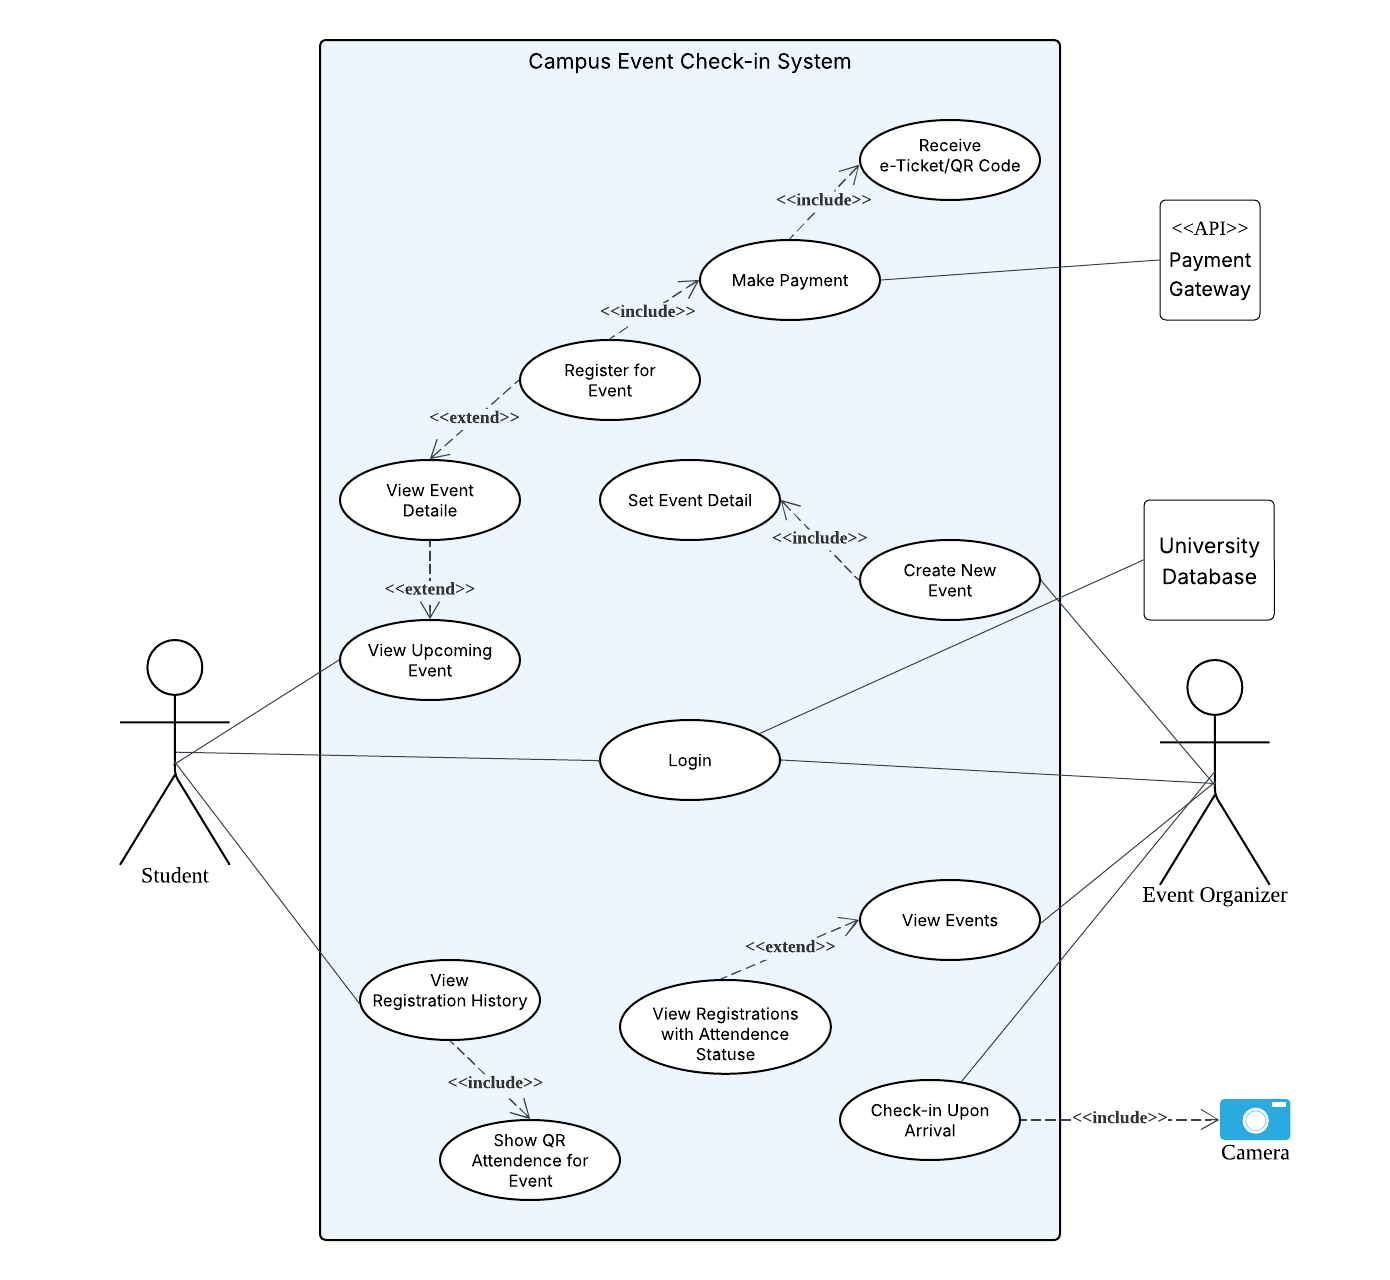 Campus Event Check-in System
Receive
e-Ticket/QR Code
<<include>>
<<API>>
Payment
Gateway
Make Payment
<<include>>
Register for
Event
<<extend>>
View Event
Detaile
Set Event Detail
<<include>>
University
Database
Create New
Event
<<extend>>
View Upcoming
Event
Login
Student
Event Organizer
View Events
<<extend>>
View
Registration History
View Registrations
with Attendence
Statuse
<<include>>
Check-in Upon
Arrival
<<include>>
Camera
Show QR
Attendence for
Event